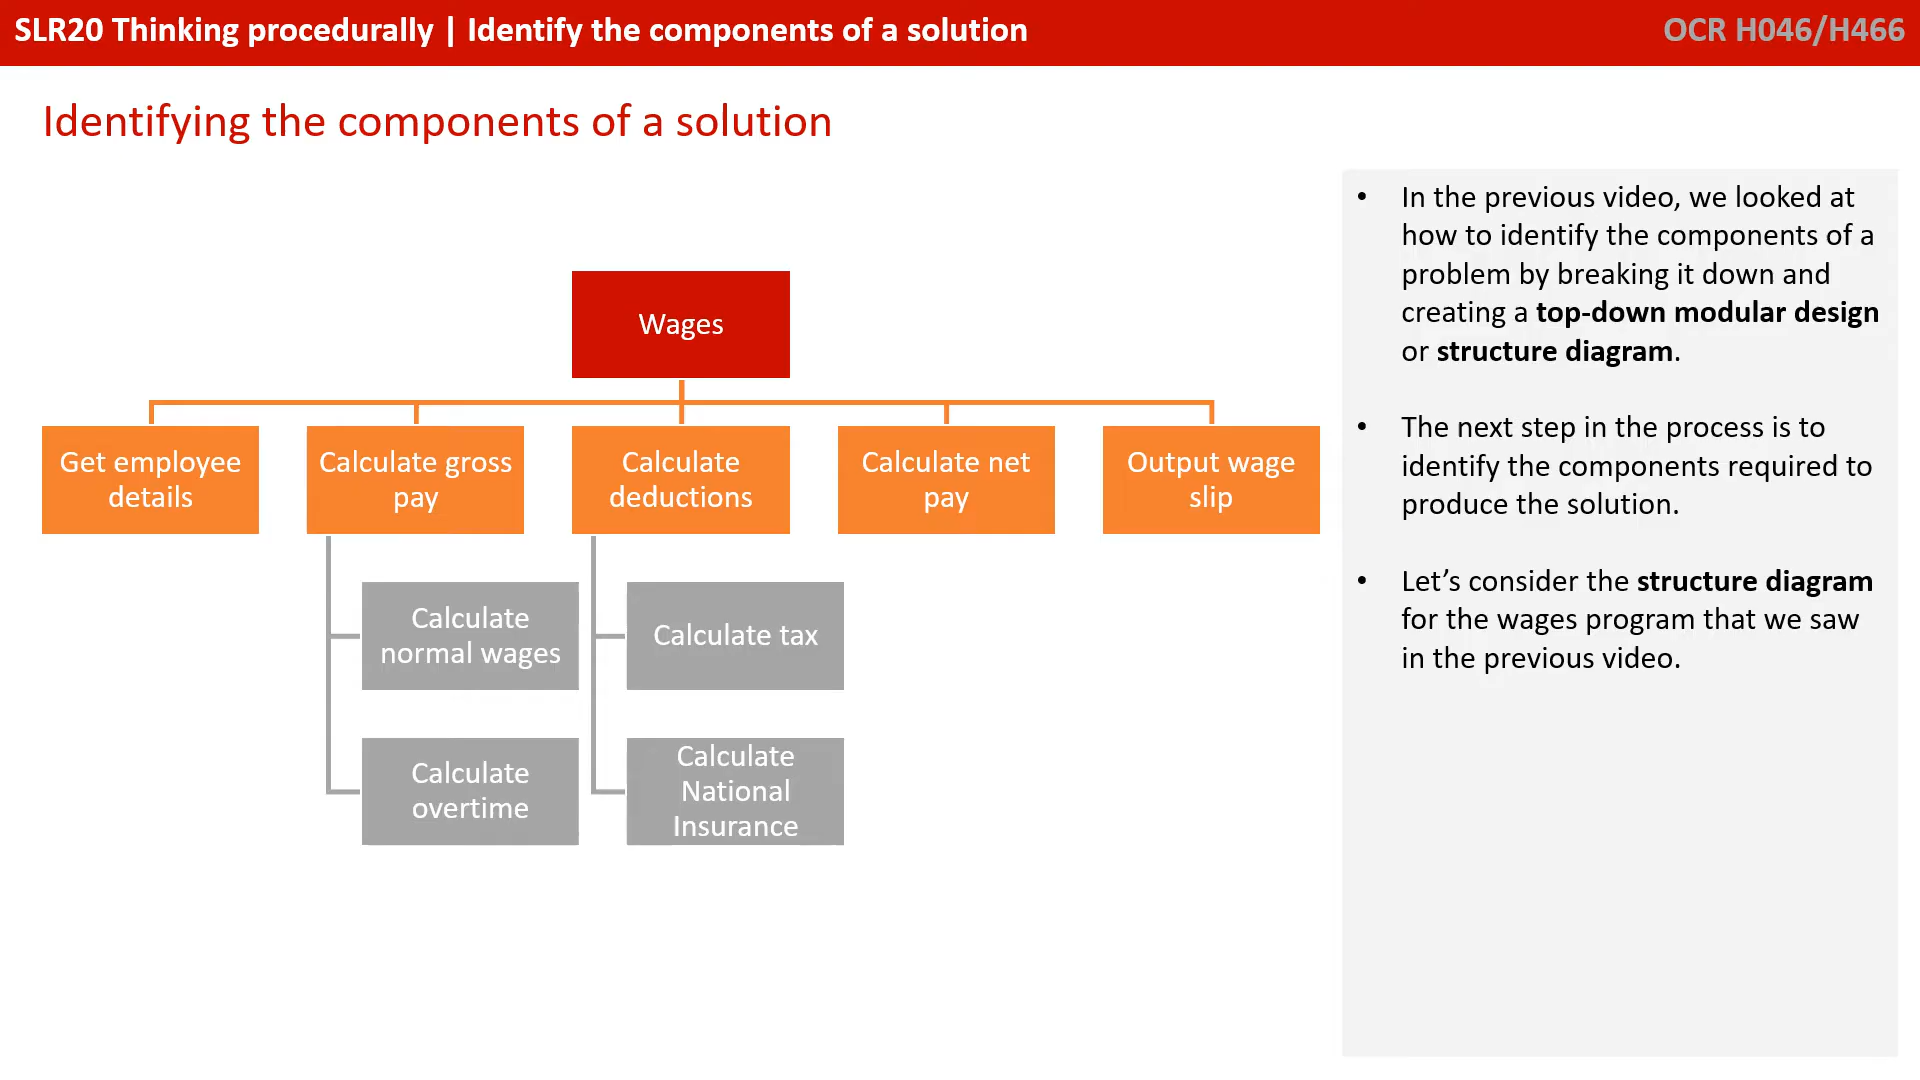 SLR20 Thinking procedurally | Identify the components of a solution
OCR H046/H466
Identifying the components of a solution
Wages
Get employee
details
Calculate gross
pay
Calculate
deductions
Calculate net
pay
Output wage
slip
Calculate
normal wages
Calculate tax
Calculate
overtime
Calculate
National
Insurance
• In the previous video, we looked at
how to identify the components of a
problem by breaking it down and
creating a top-down modular design
or structure diagram.
• The next step in the process is to
identify the components required to
produce the solution.
• Let’s consider the structure diagram
for the wages program that we saw
in the previous video.